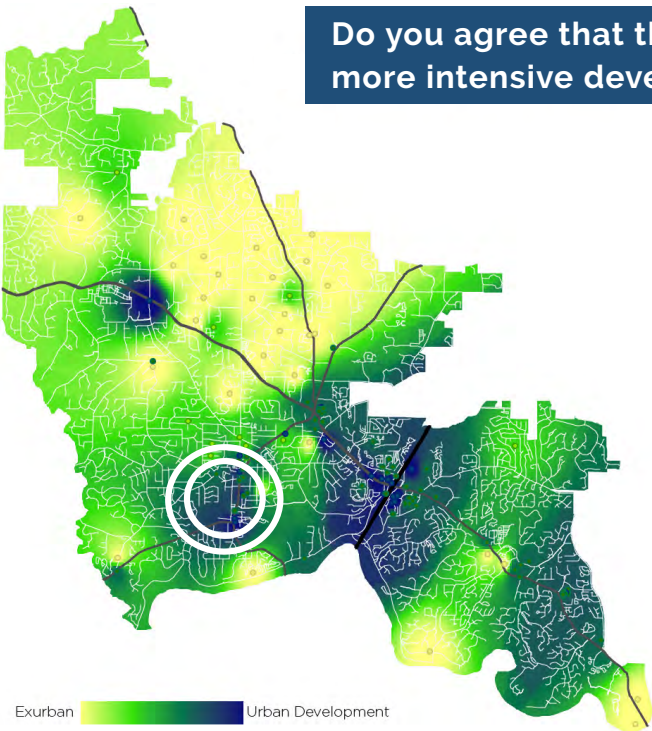 Do you agree that th
more intensive deve
Exurban
Urban Development